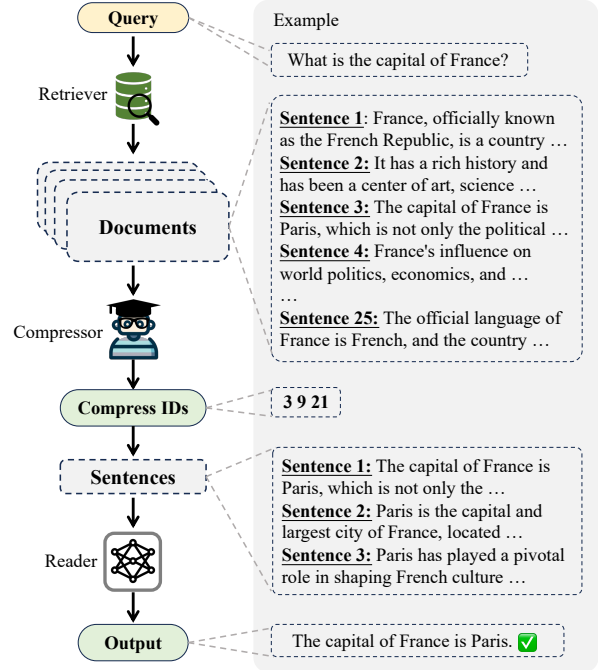 Query
Example
What is the capital of France?
Retriever
Sentence 1: France, officially known
as the French Republic, is a country …
Sentence 2: It has a rich history and
has been a center of art, science …
Sentence 3: The capital of France is
Paris, which is not only the political …
Sentence 4: France's influence on
world politics, economics, and …
…
Sentence 25: The official language of
France is French, and the country …
Documents
Compressor
Compress IDs
3 9 21
Sentences
Sentence 1: The capital of France is
Paris, which is not only the …
Sentence 2: Paris is the capital and
largest city of France, located …
Sentence 3: Paris has played a pivotal
role in shaping French culture …
Reader
Output
The capital of France is Paris. ✅